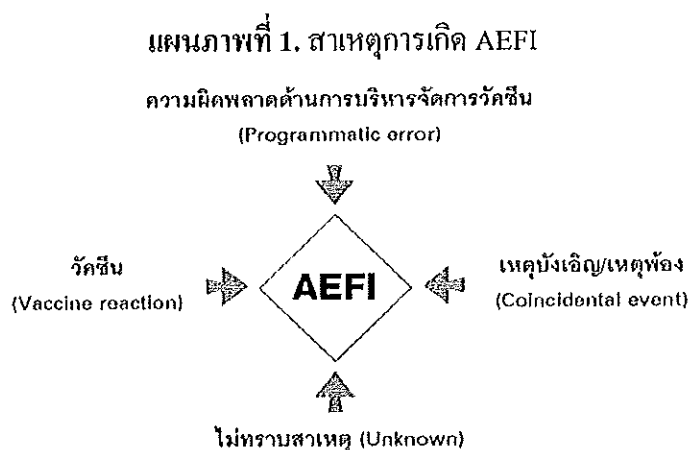 แผนภาพที่ 1. สาเหตุการเกิด AEFI
ความผิดพลาดด้านการบริหารจัดการวัคซีน
(Programmatic error)
วัคซีน
(Vaccine reaction)
AEFI
เหตุบังเอิญ/เหตุพ้อง
(Coincidental event)
ไม่ทราบสาเหตุ (Unknown)